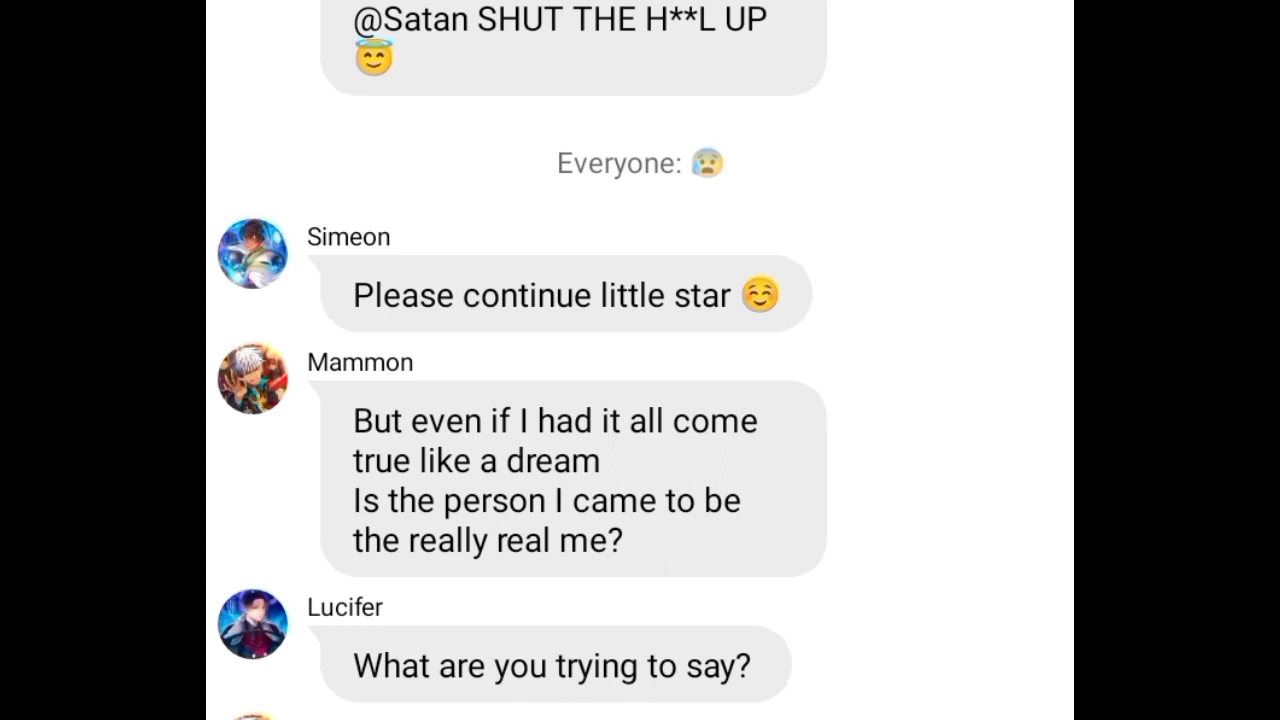 @Satan SHUT THE H**L UP
😇
Everyone: 😰
Simeon
Please continue little star ☺️
Mammon
But even if I had it all come
true like a dream
Is the person I came to be
the really real me?
Lucifer
What are you trying to say?